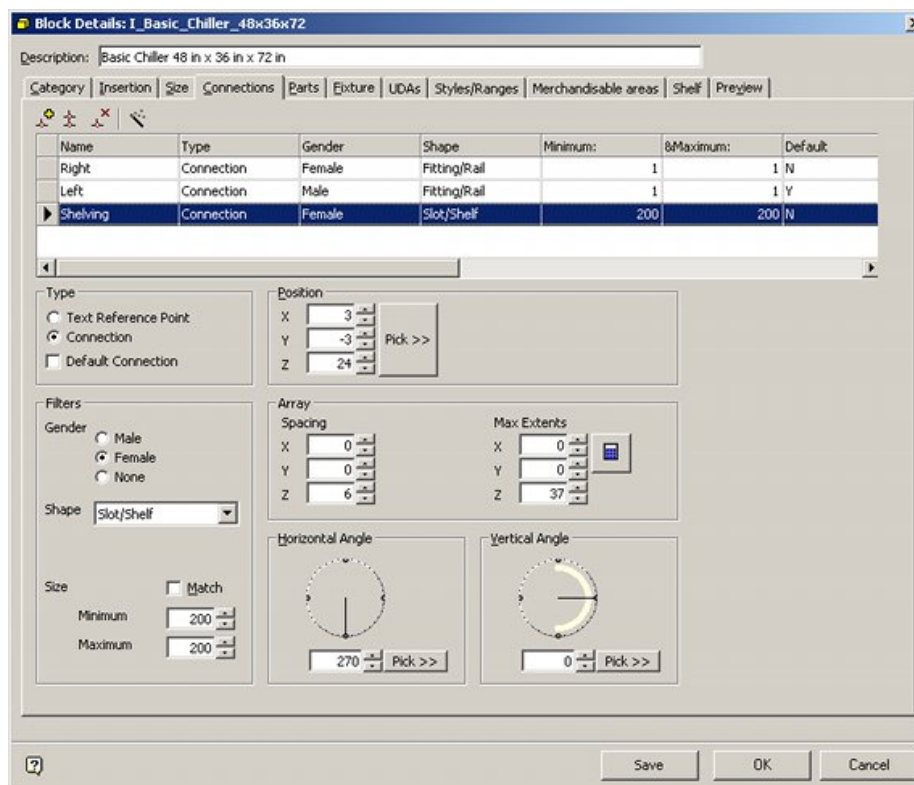 Block Details: I_Basic_Chiller_48x36x72
Description: Basic Chiller 48 in x 36 in x 72 in
Category Insertion Size Connections Parts Fixture UDAs Styles/Ranges Merchandisable areas Shelf Preview
Name Type Gender Shape Minimum: &Maximum: Default
Right Connection Female Fitting/Rail 1 1 N
Left Connection Male Fitting/Rail 1 1 Y
Shelving Connection Female Slot/Shelf 200 200 N
Type
Text Reference Point
Connection
Default Connection
Position
X 3
Y -3
Z 24
Pick >>
Filters
Gender
Male
Female
None
Shape Slot/Shelf
Size Match
Minimum 200
Maximum 200
Array
Spacing
X 0
Y 0
Z 6
Max Extents
X 0
Y 0
Z 37
Horizontal Angle
270 Pick >>
Vertical Angle
0 Pick >>
Save OK Cancel